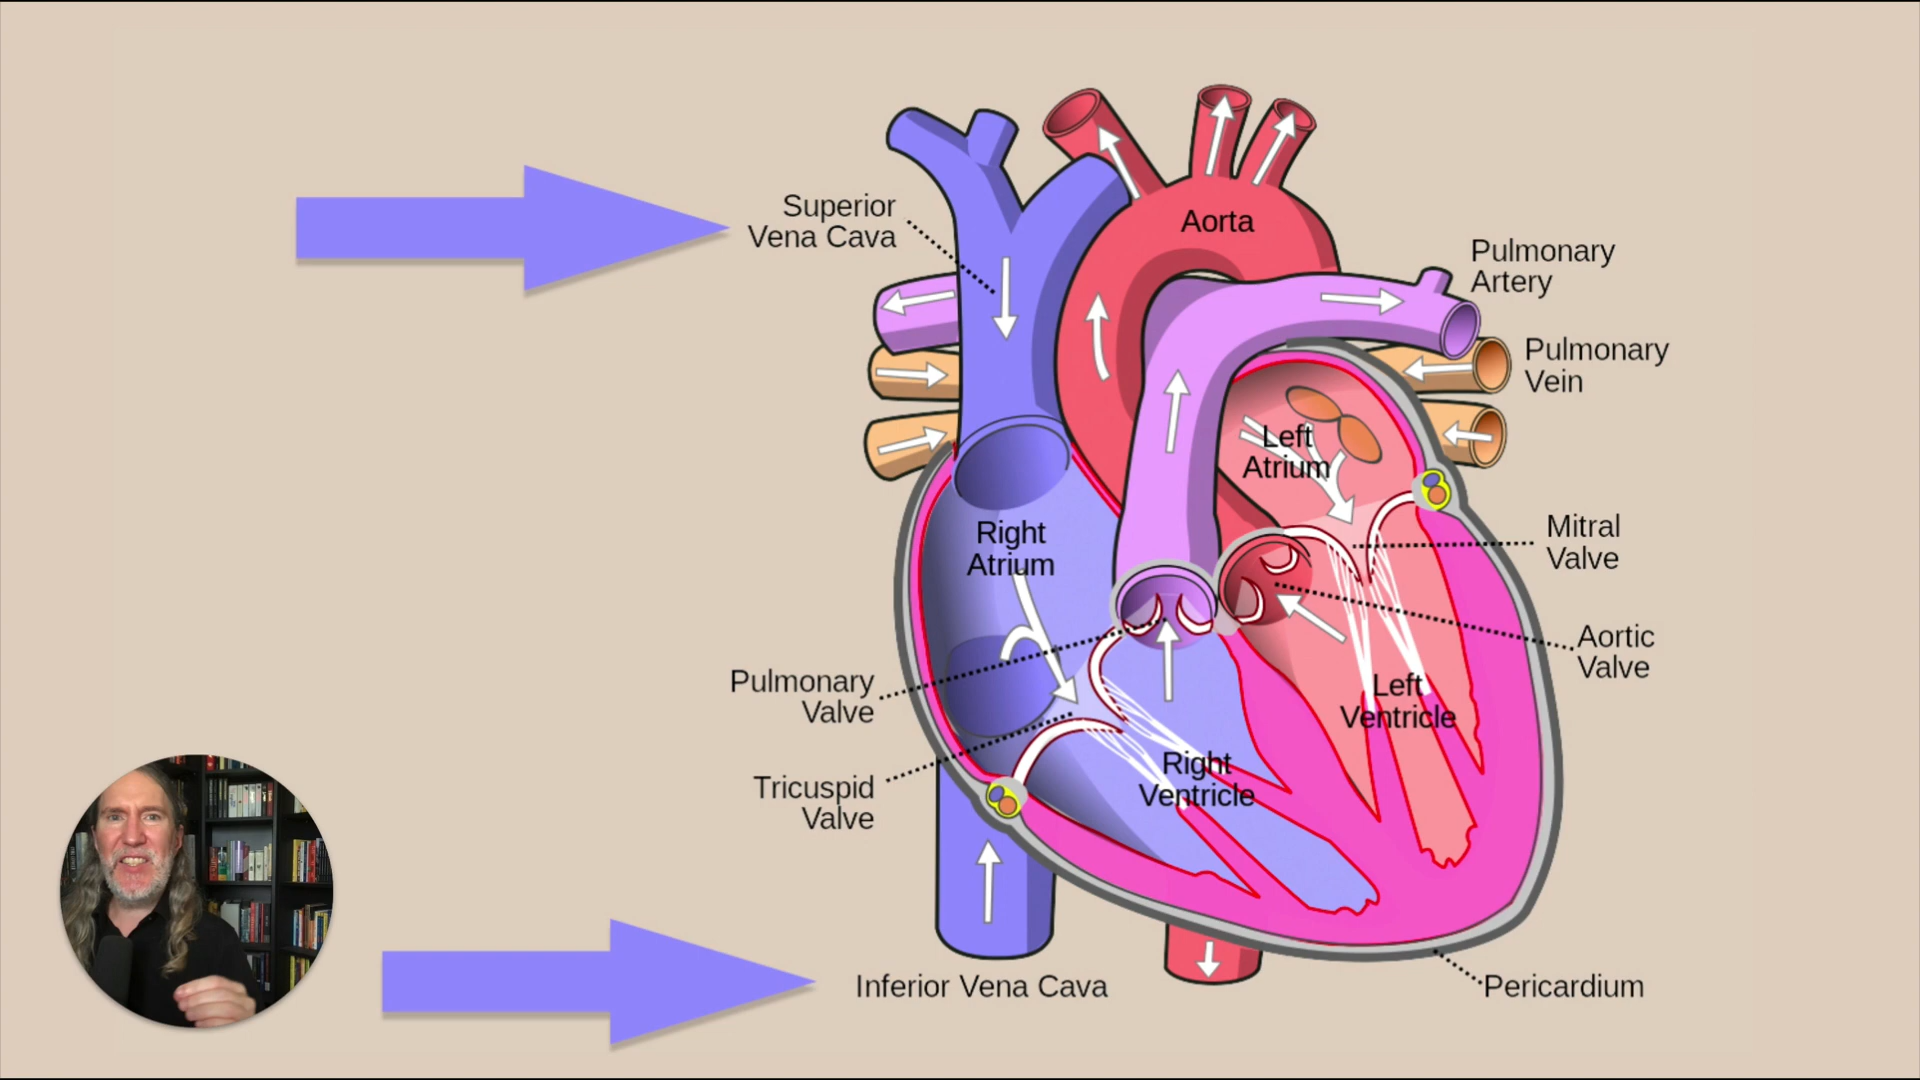 Superior
Vena Cava
Aorta
Pulmonary
Artery
Pulmonary
Vein
Left
Atrium
Right
Atrium
Mitral
Valve
Aortic
Valve
Pulmonary
Valve
Left
Ventricle
Tricuspid
Valve
Right
Ventricle
Inferior Vena Cava
Pericardium